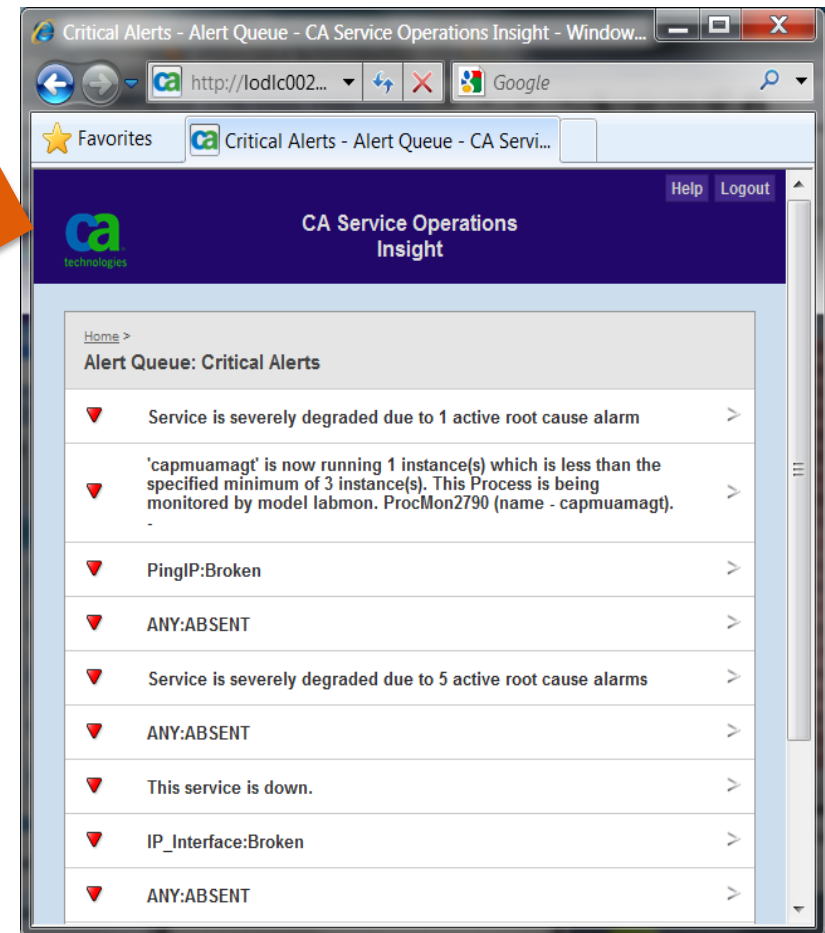 Critical Alerts - Alert Queue - CA Service Operations Insight - Window...
ca http://lodlc002... Google
Favorites
ca Critical Alerts - Alert Queue - CA Servi...
Help Logout
ca
technologies
CA Service Operations
Insight
Home >
Alert Queue: Critical Alerts
Service is severely degraded due to 1 active root cause alarm
'capmuamagt' is now running 1 instance(s) which is less than the
specified minimum of 3 instance(s). This Process is being
monitored by model labmon. ProcMon2790 (name - capmuamagt).
-
PingIP:Broken
ANY:ABSENT
Service is severely degraded due to 5 active root cause alarms
ANY:ABSENT
This service is down.
IP_Interface:Broken
ANY:ABSENT